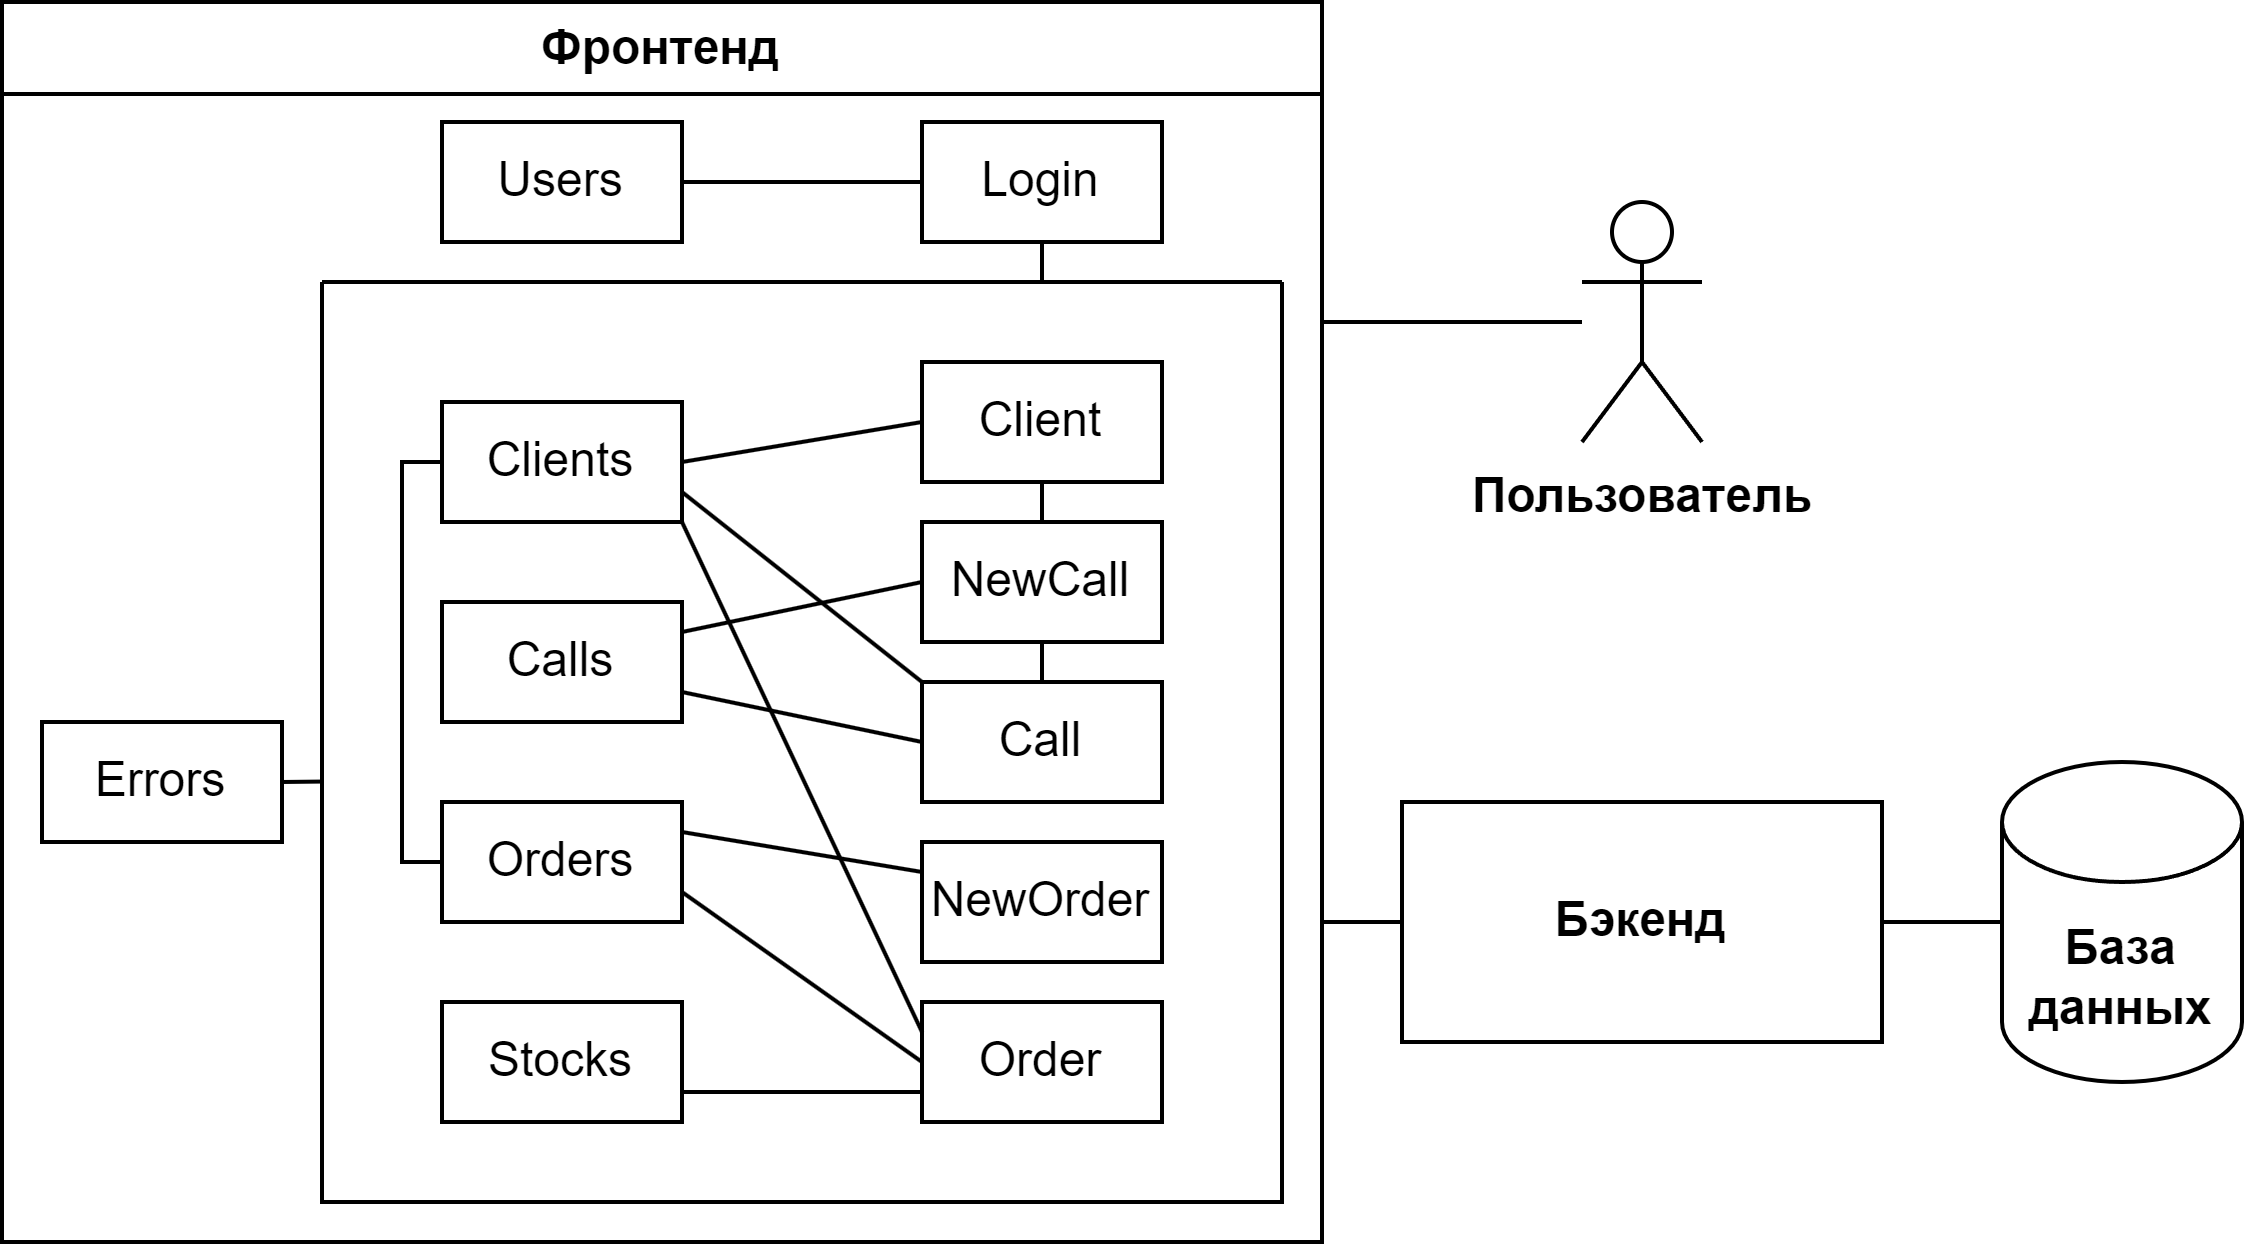 Фронтенд
Users
Login
Clients
Client
NewCall
Calls
Call
Errors
Orders
NewOrder
Stocks
Order
Пользователь
Бэкенд
База
данных